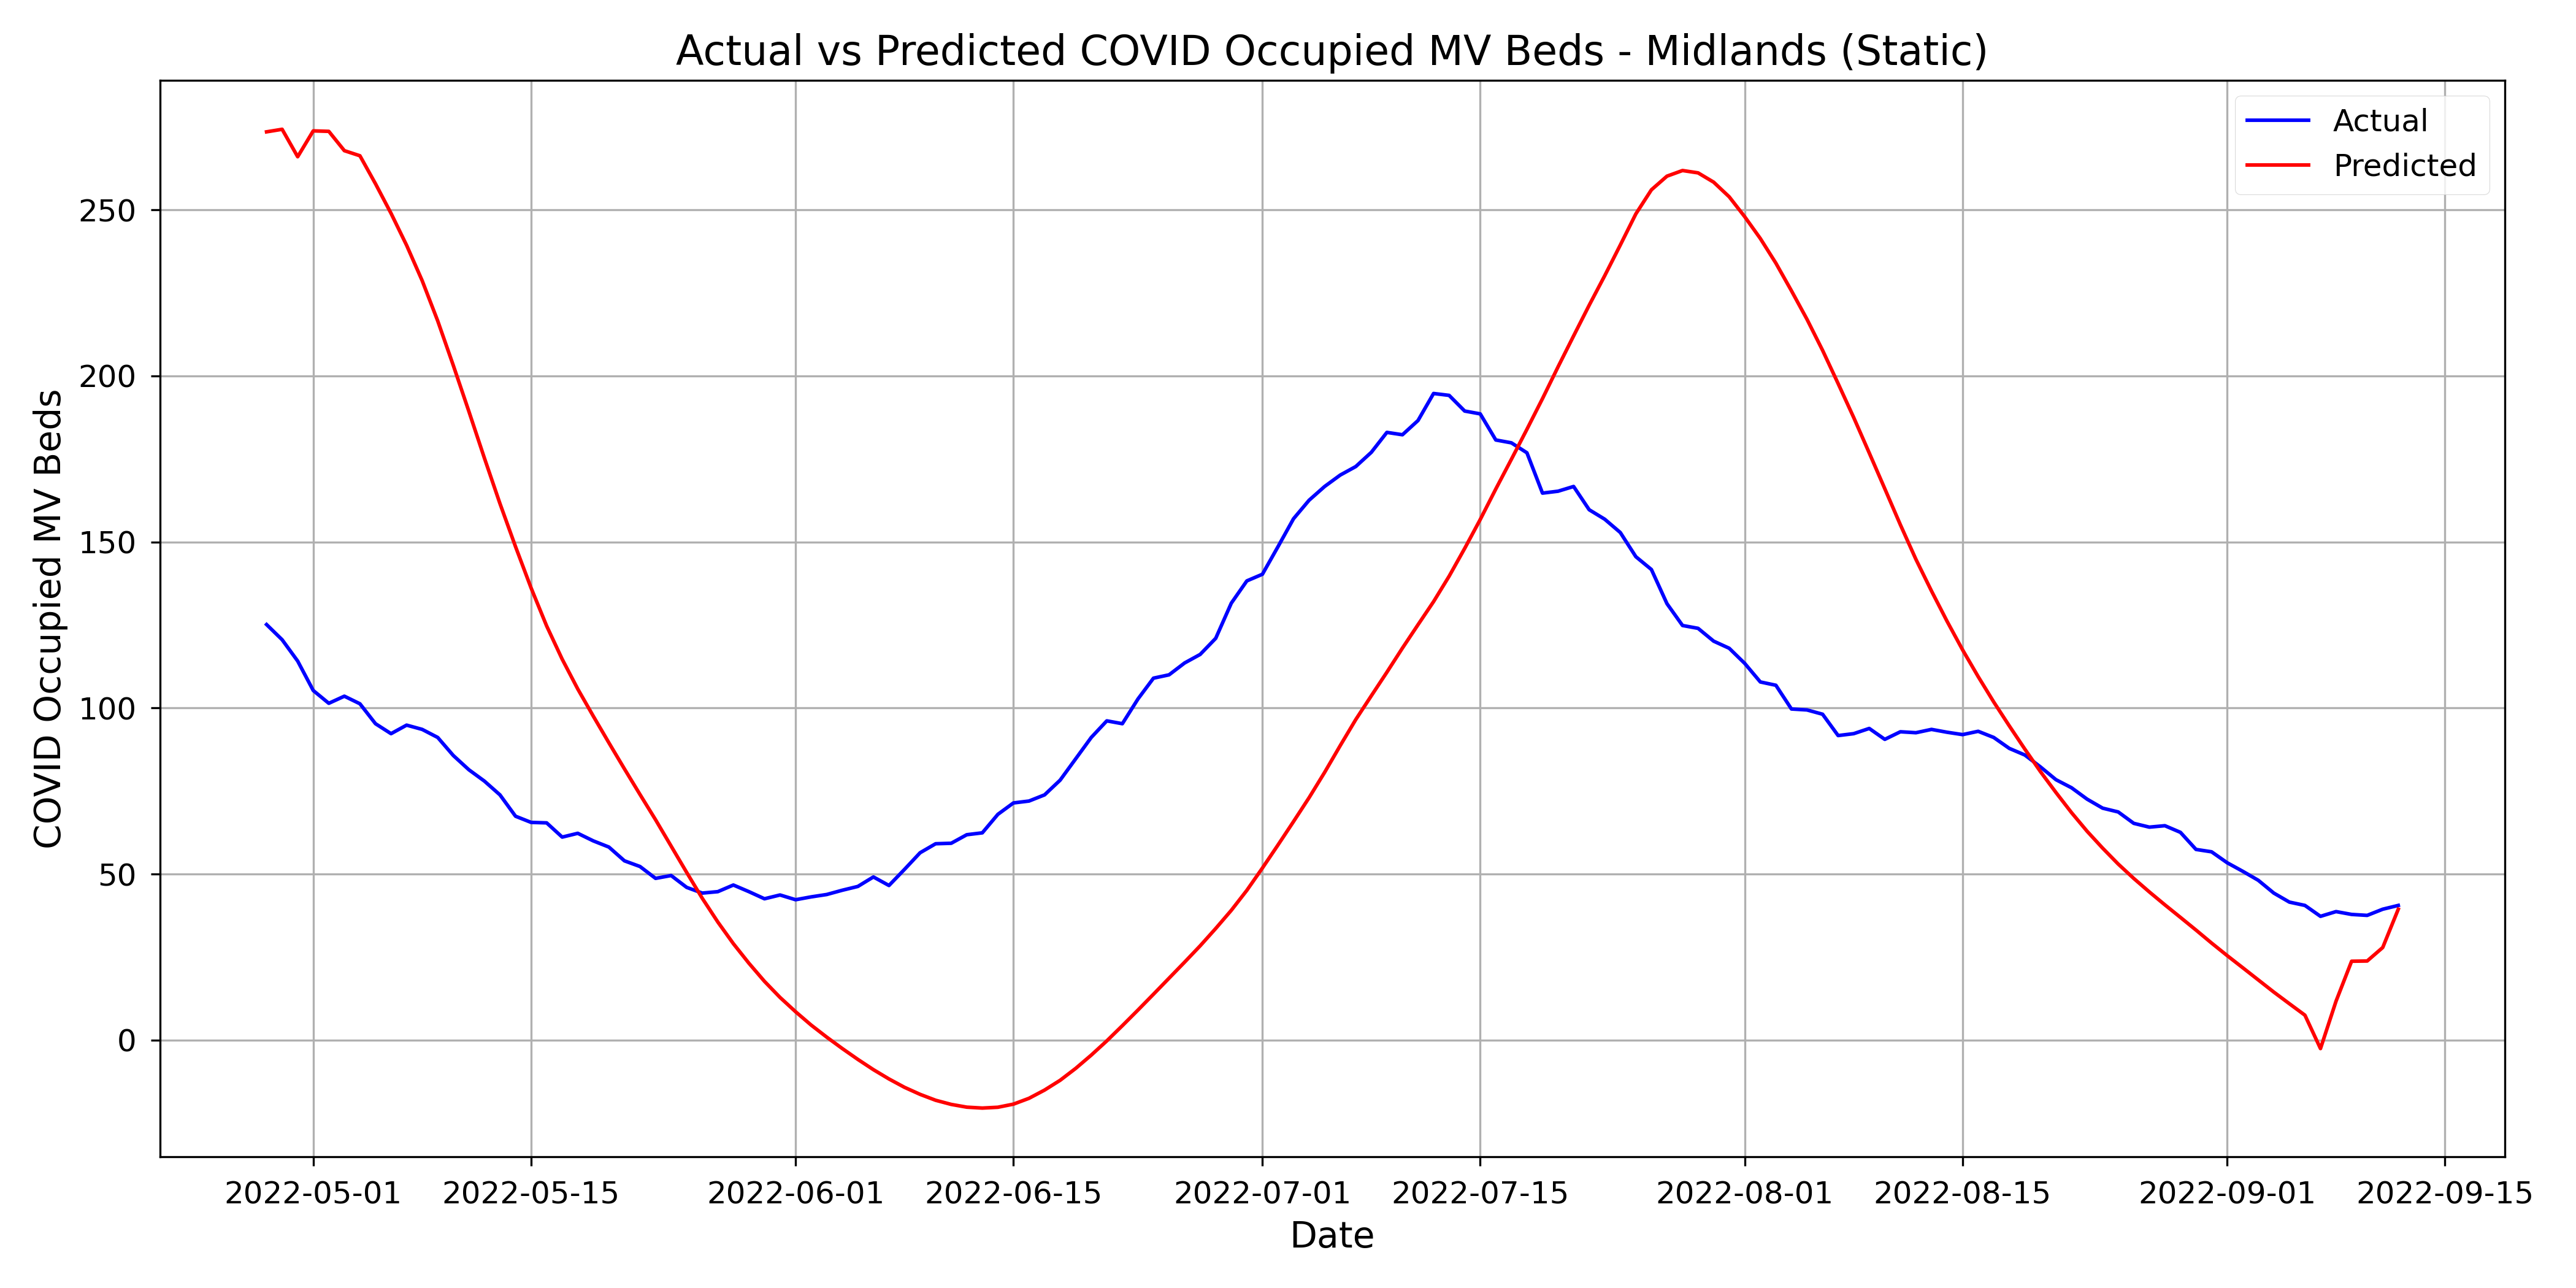 Actual vs Predicted COVID Occupied MV Beds - Midlands (Static)
Actual
Predicted
COVID Occupied MV Beds
250
200
150
100
50
0
2022-05-01 2022-05-15 2022-06-01 2022-06-15 2022-07-01 2022-07-15 2022-08-01 2022-08-15 2022-09-01 2022-09-15
Date